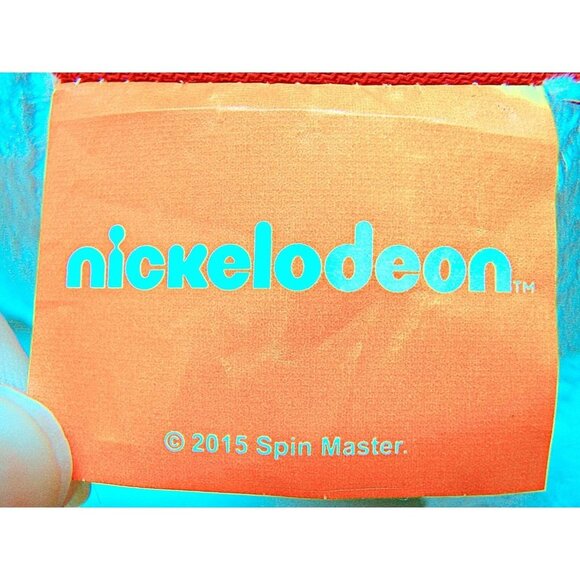 nickelodeon™
© 2015 Spin Master.